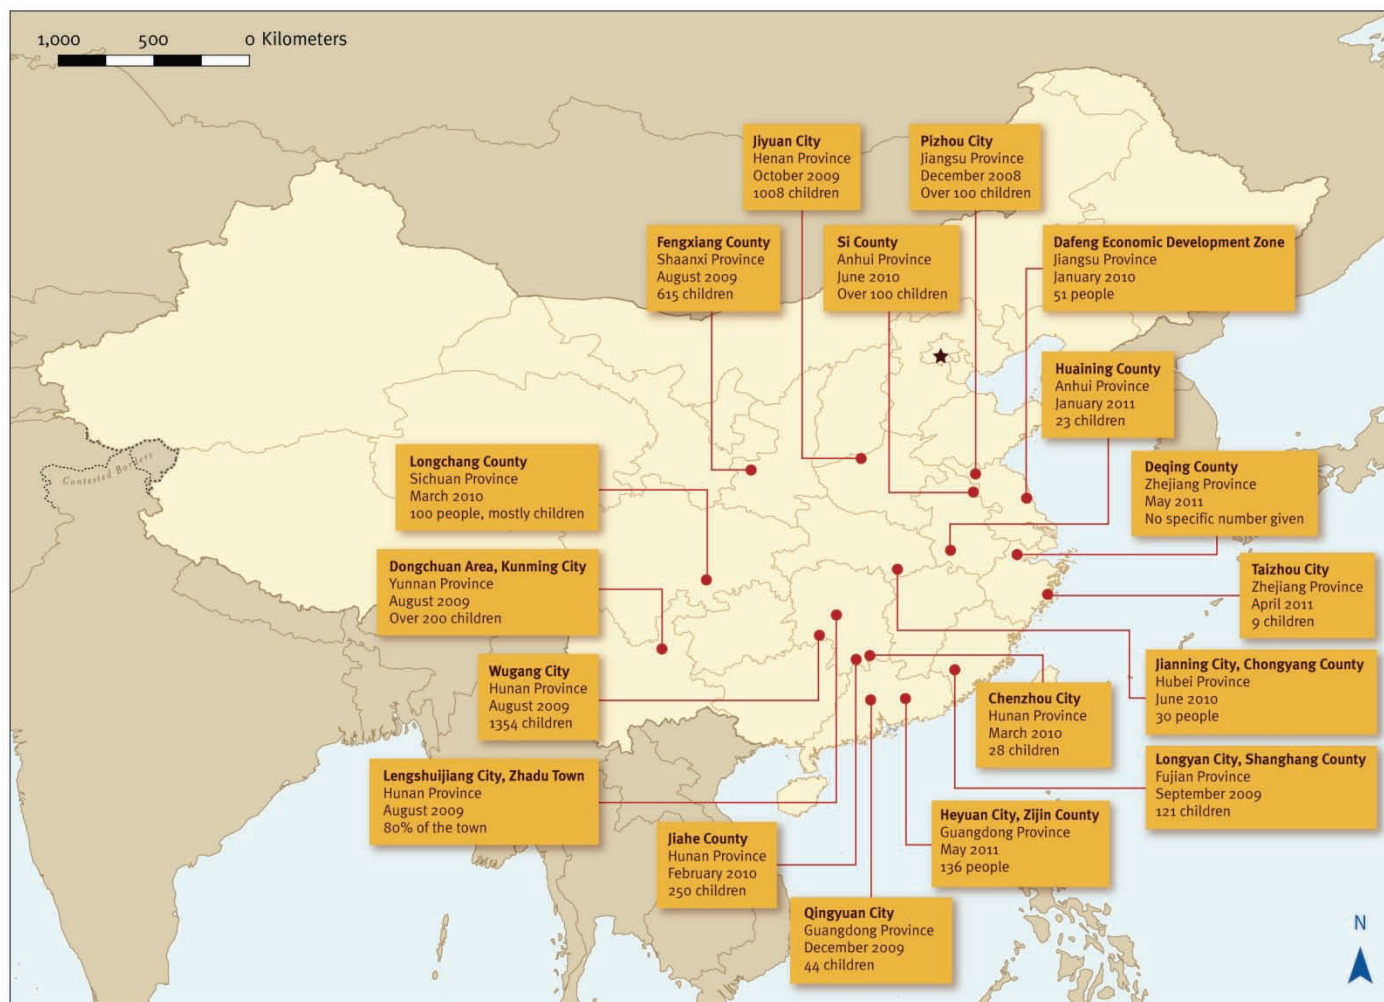 1,000 500 0 Kilometers
Jiyuan City
Henan Province
October 2009
1008 children
Pizhou City
Jiangsu Province
December 2008
Over 100 children
Fengxiang County
Shaanxi Province
August 2009
615 children
Si County
Anhui Province
June 2010
Over 100 children
Dafeng Economic Development Zone
Jiangsu Province
January 2010
51 people
Huaining County
Anhui Province
January 2011
23 children
Contested Borders
Longchang County
Sichuan Province
March 2010
100 people, mostly children
Deqing County
Zhejiang Province
May 2011
No specific number given
Dongchuan Area, Kunming City
Yunnan Province
August 2009
Over 200 children
Taizhou City
Zhejiang Province
April 2011
9 children
Wugang City
Hunan Province
August 2009
1354 children
Jianning City, Chongyang County
Hubei Province
June 2010
30 people
Chenzhou City
Hunan Province
March 2010
28 children
Lengshuijiang City, Zhadu Town
Hunan Province
August 2009
80% of the town
Longyan City, Shanghang County
Fujian Province
September 2009
121 children
Jiahe County
Hunan Province
February 2010
250 children
Heyuan City, Zijin County
Guangdong Province
May 2011
136 people
Qingyuan City
Guangdong Province
December 2009
44 children
N